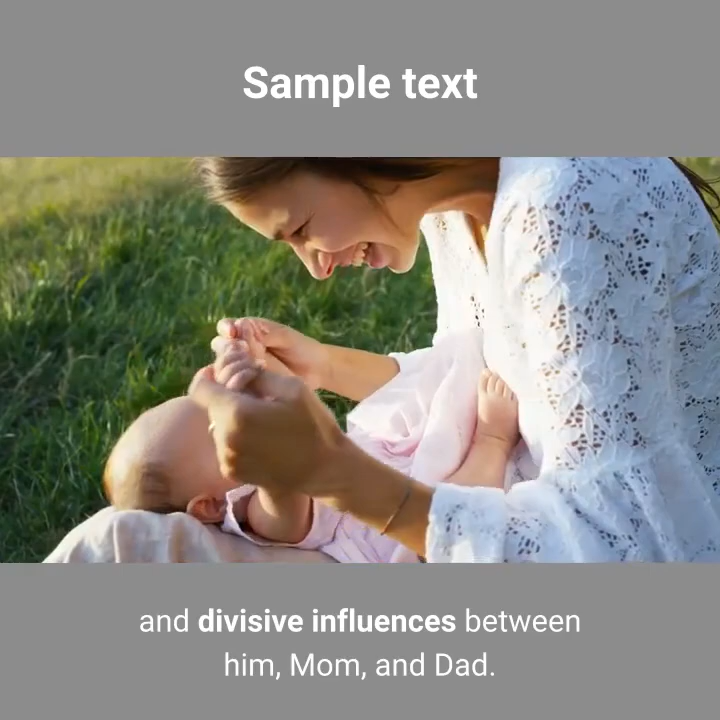 Sample text
and divisive influences between
him, Mom, and Dad.